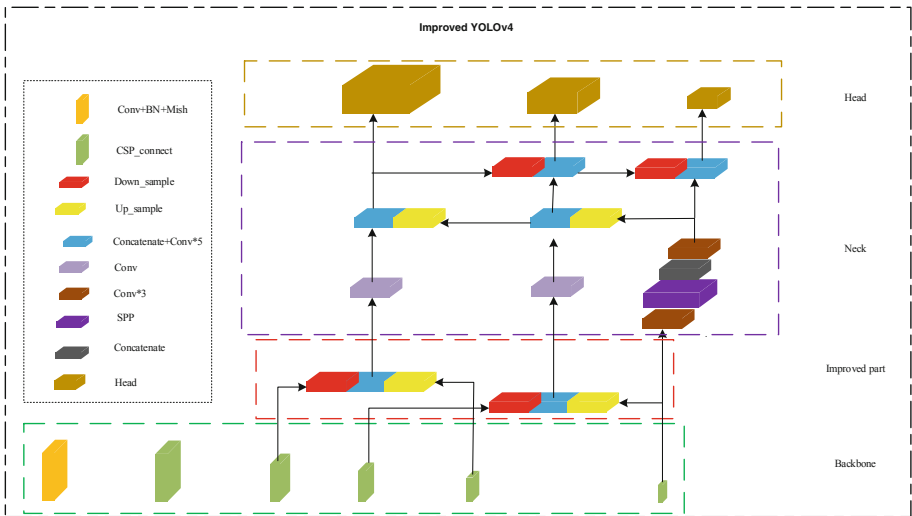 Improved YOLOv4
Conv+BN+Mish
CSP_connect
Down_sample
Up_sample
Concatenate+Conv*5
Conv
Conv*3
SPP
Concatenate
Head
Head
Neck
Improved part
Backbone